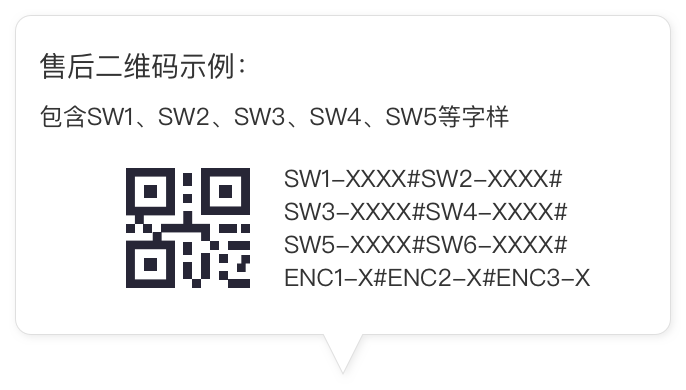 售后二维码示例：
包含SW1、SW2、SW3、SW4、SW5等字样
SW1-XXXX#SW2-XXXX#
SW3-XXXX#SW4-XXXX#
SW5-XXXX#SW6-XXXX#
ENC1-X#ENC2-X#ENC3-X